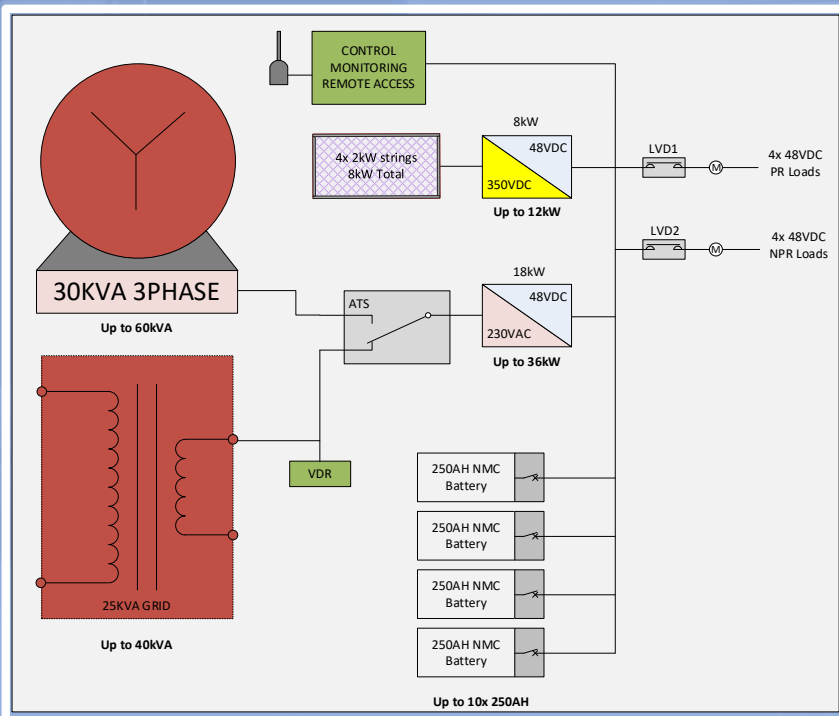 CONTROL
MONITORING
REMOTE ACCESS
4x 2kW strings
8kW Total
8kW
48VDC
350VDC
Up to 12kW
LVD1
M
4x 48VDC
PR Loads
LVD2
M
4x 48VDC
NPR Loads
30KVA 3PHASE
Up to 60kVA
ATS
18kW
48VDC
230VAC
Up to 36kW
VDR
25KVA GRID
Up to 40kVA
250AH NMC
Battery
250AH NMC
Battery
250AH NMC
Battery
250AH NMC
Battery
Up to 10x 250AH